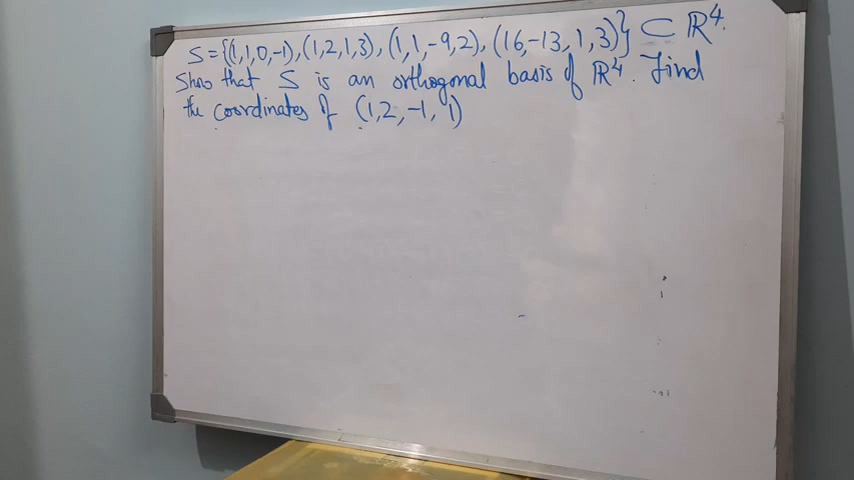 S = {(1,1,0,-1), (1,2,1,3), (1,1,-9,2), (16,-13,1,3)} ⊂ ℝ⁴.
Show that S is an orthogonal basis of ℝ⁴. Find
the coordinates of (1,2,-1,1)